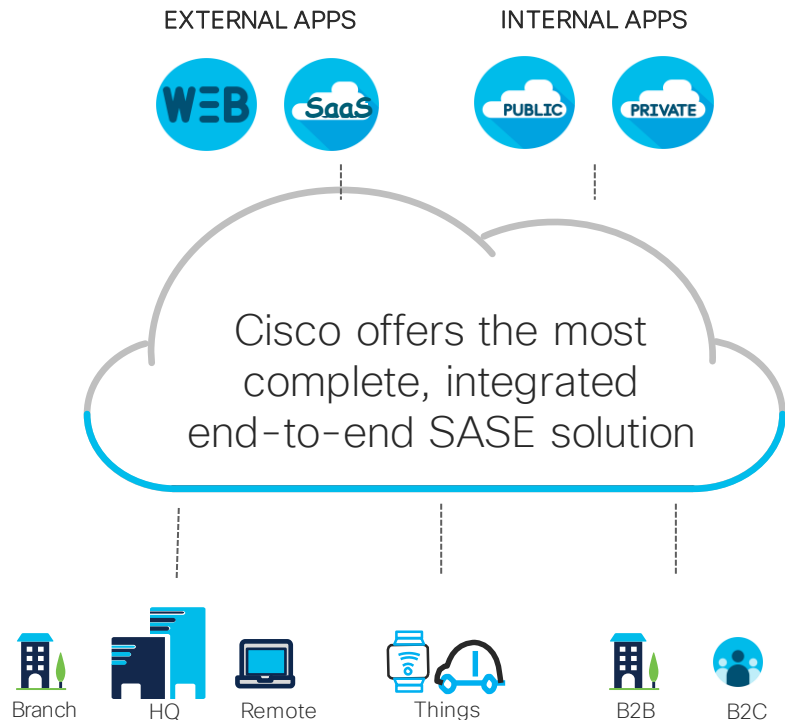 EXTERNAL APPS INTERNAL APPS
WEB SaaS PUBLIC PRIVATE
Cisco offers the most
complete, integrated
end-to-end SASE solution
Branch HQ Remote Things B2B B2C